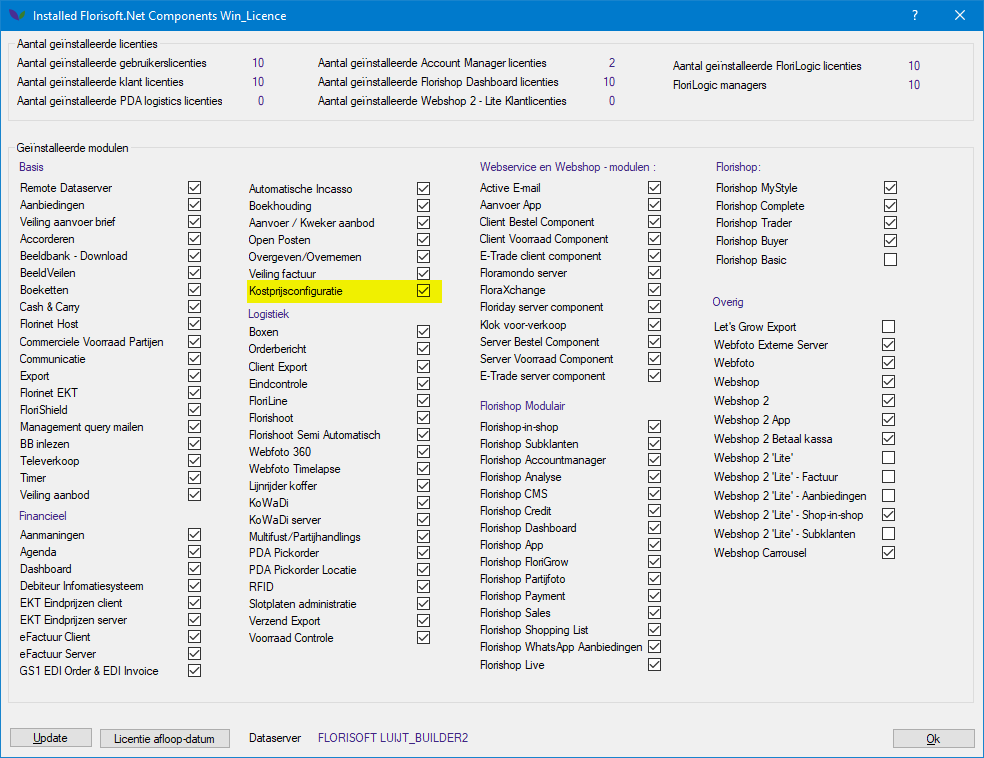 Installed Florisoft.Net Components Win_Licence
?
Aantal geïnstalleerde licenties
Aantal geïnstalleerde gebruikerslicenties 10
Aantal geïnstalleerde klant licenties 10
Aantal geïnstalleerde PDA logistics licenties 0
Aantal geïnstalleerde Account Manager licenties 2
Aantal geïnstalleerde Florishop Dashboard licenties 10
Aantal geïnstalleerde Webshop 2 - Lite Klantlicenties 0
Aantal geïnstalleerde FloriLogic licenties 10
FloriLogic managers 10
Geïnstalleerde modulen
Basis
Remote Dataserver
Aanbiedingen
Veiling aanvoer brief
Accorderen
Beeldbank - Download
BeeldVeilen
Boeketten
Cash & Carry
Florinet Host
Commerciele Voorraad Partijen
Communicatie
Export
Florinet EKT
FloriShield
Management query mailen
BB inlezen
Televerkoop
Timer
Veiling aanbod
Financieel
Aanmaningen
Agenda
Dashboard
Debiteur Infomatiesysteem
EKT Eindprijzen client
EKT Eindprijzen server
eFactuur Client
eFactuur Server
GS1 EDI Order & EDI Invoice
Automatische Incasso
Boekhouding
Aanvoer / Kweker aanbod
Open Posten
Overgeven/Overnemen
Veiling factuur
Kostprijsconfiguratie
Logistiek
Boxen
Orderbericht
Client Export
Eindcontrole
FloriLine
Florishoot
Florishoot Semi Automatisch
Webfoto 360
Webfoto Timelapse
Lijnrijder koffer
KoWaDi
KoWaDi server
Multifust/Partijhandlings
PDA Pickorder
PDA Pickorder Locatie
RFID
Slotplaten administratie
Verzend Export
Voorraad Controle
Webservice en Webshop - modulen :
Active E-mail
Aanvoer App
Client Bestel Component
Client Voorraad Component
E-Trade client component
Floramondo server
FloraXchange
Floriday server component
Klok voor-verkoop
Server Bestel Component
Server Voorraad Component
E-Trade server component
Florishop Modulair
Florishop-in-shop
Florishop Subklanten
Florishop Accountmanager
Florishop Analyse
Florishop CMS
Florishop Credit
Florishop Dashboard
Florishop App
Florishop FloriGrow
Florishop Partijfoto
Florishop Payment
Florishop Sales
Florishop Shopping List
Florishop WhatsApp Aanbiedingen
Florishop Live
Florishop:
Florishop MyStyle
Florishop Complete
Florishop Trader
Florishop Buyer
Florishop Basic
Overig
Let's Grow Export
Webfoto Externe Server
Webfoto
Webshop
Webshop 2
Webshop 2 App
Webshop 2 Betaal kassa
Webshop 2 'Lite'
Webshop 2 'Lite' - Factuur
Webshop 2 'Lite' - Aanbiedingen
Webshop 2 'Lite' - Shop-in-shop
Webshop 2 'Lite' - Subklanten
Webshop Carrousel
Update
Licentie afloop-datum
Dataserver FLORISOFT LUIJT_BUILDER2
Ok